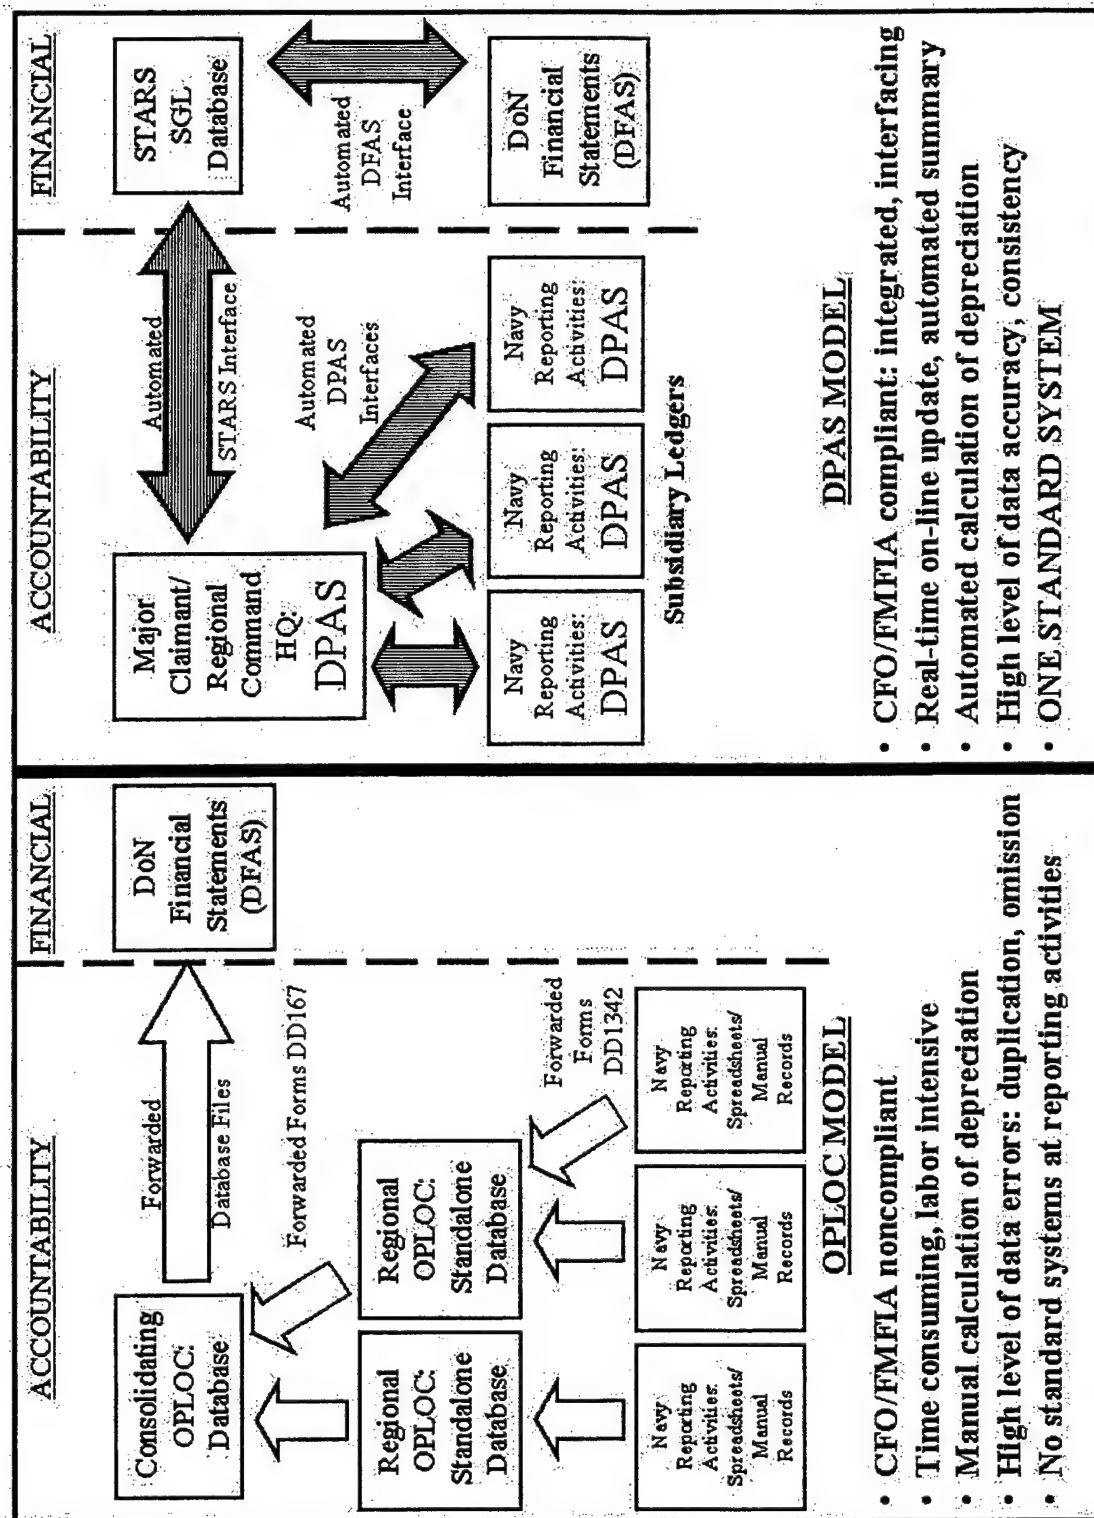 ACCOUNTABILITY
FINANCIAL
Consolidating
OPLOC:
Database
Forwarded
Database Files
DoN
Financial
Statements
(DFAS)
Forwarded Forms DD167
Regional
OPLOC:
Standalone
Database
Regional
OPLOC:
Standalone
Database
Forwarded
Forms
DD1342
Navy
Reporting
Activities:
Spreadsheets/
Manual
Records
Navy
Reporting
Activities:
Spreadsheets/
Manual
Records
Navy
Reporting
Activities:
Spreadsheets/
Manual
Records
OPLOC MODEL
• CFO/FMFIA noncompliant
• Time consuming, labor intensive
• Manual calculation of depreciation
• High level of data errors: duplication, omission
• No standard systems at reporting activities
ACCOUNTABILITY
FINANCIAL
Major
Claimant/
Regional
Command
HQ:
DPAS
Automated
STARS Interface
STARS
SGL
Database
Automated
DPAS
Interfaces
Automated
DFAS
Interface
Navy
Reporting
Activities:
DPAS
Navy
Reporting
Activities:
DPAS
Navy
Reporting
Activities:
DPAS
DoN
Financial
Statements
(DFAS)
Subsidiary Ledgers
DPAS MODEL
• CFO/FMFIA compliant: integrated, interfacing
• Real-time on-line update, automated summary
• Automated calculation of depreciation
• High level of data accuracy, consistency
• ONE STANDARD SYSTEM